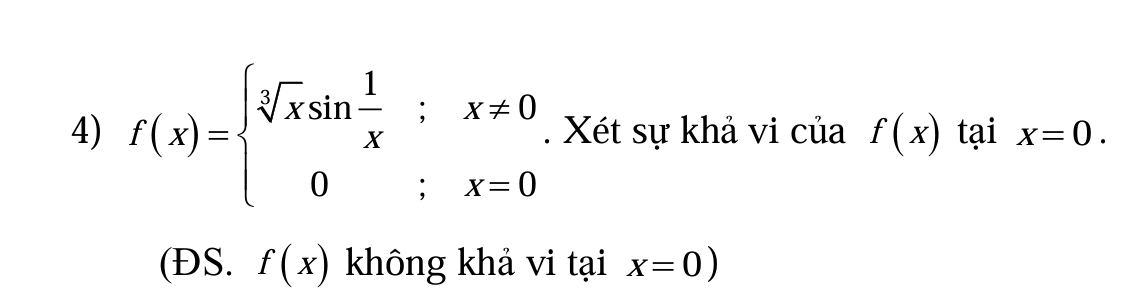 4) f(x) = { ∛x sin 1/x ; x ≠ 0
0 ; x = 0 . Xét sự khả vi của f(x) tại x = 0.
(ĐS. f(x) không khả vi tại x = 0)